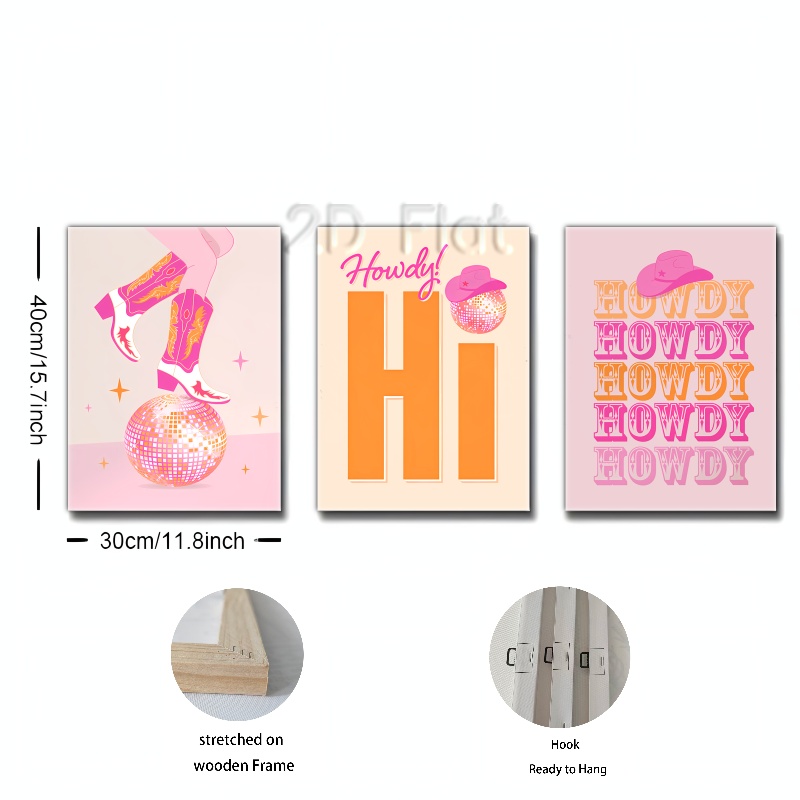 2D Flat
Howdy!
Hi
HOWDY
HOWDY
HOWDY
HOWDY
HOWDY
40cm/15.7inch
30cm/11.8inch
stretched on
wooden Frame
Hook
Ready to Hang